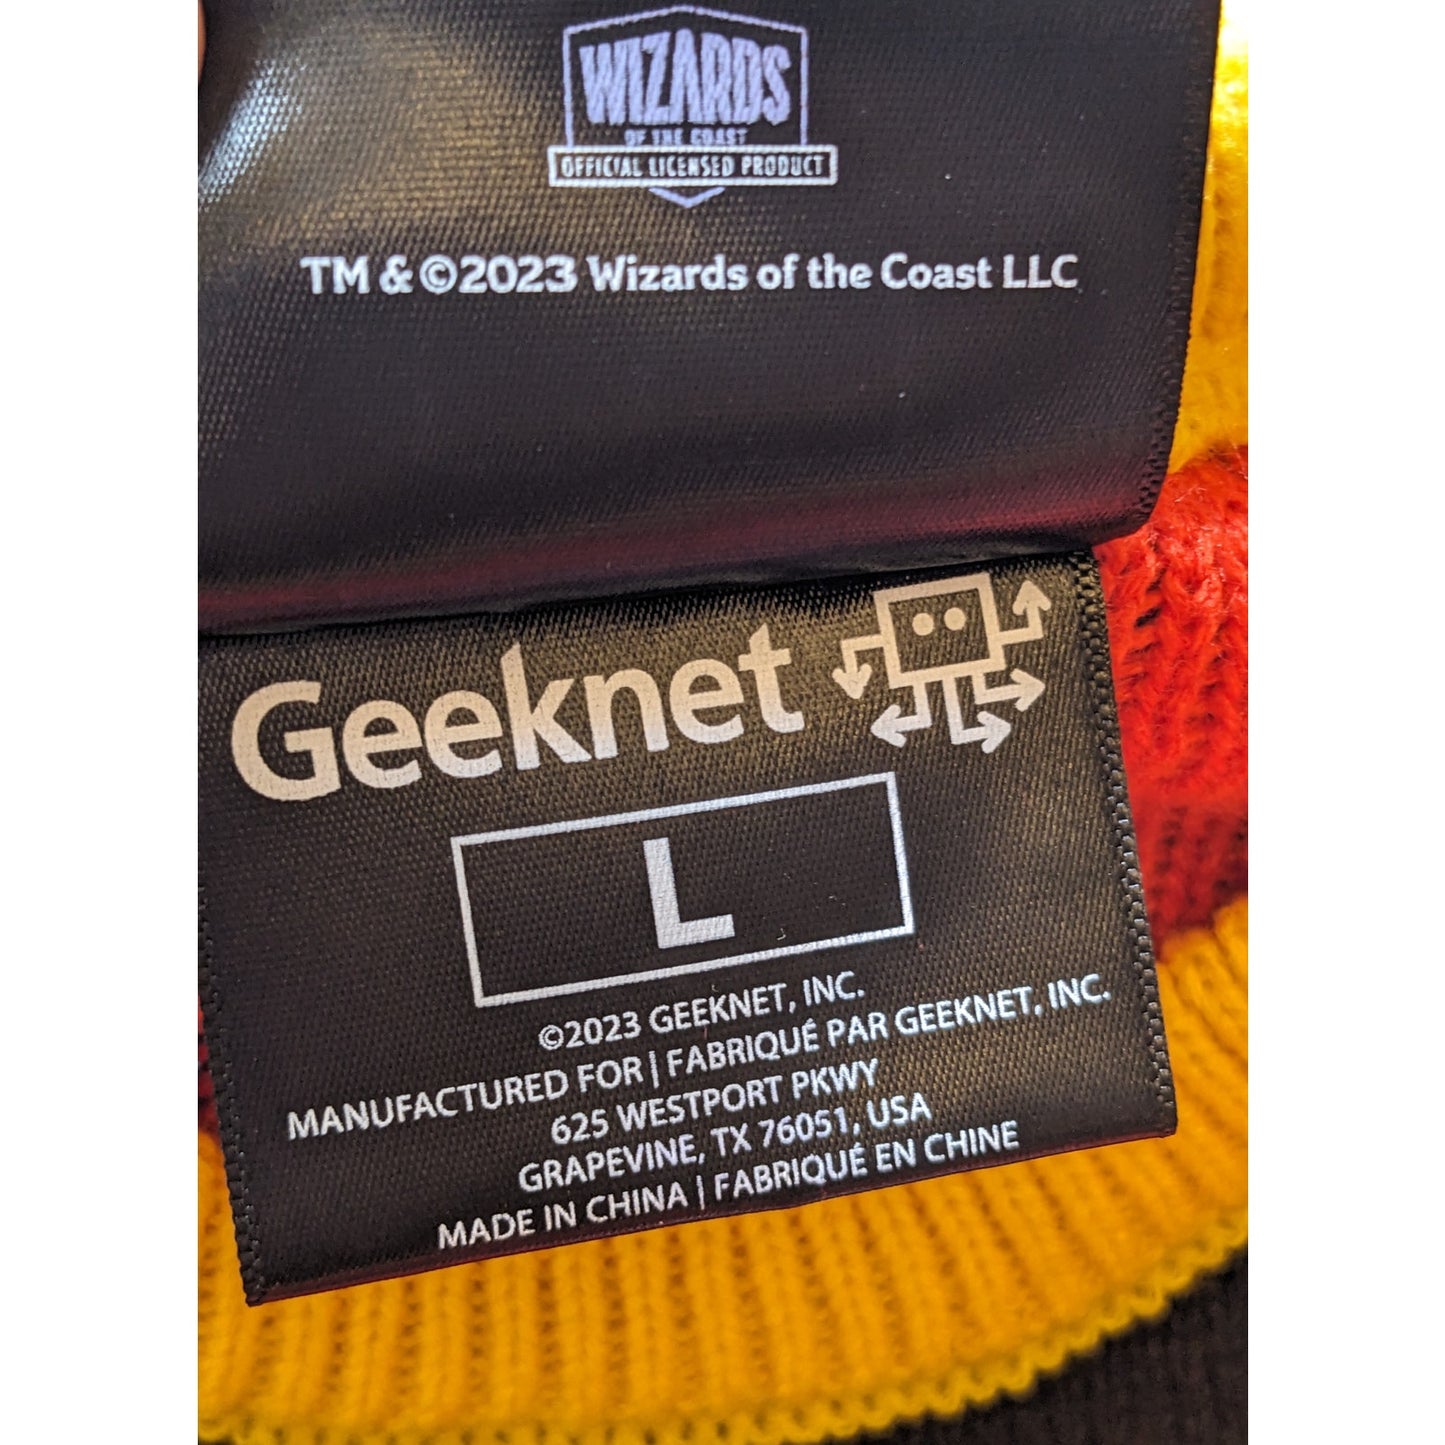 WIZARDS
OF THE COAST
OFFICIAL LICENSED PRODUCT
TM & ©2023 Wizards of the Coast LLC
Geeknet
L
©2023 GEEKNET, INC.
MANUFACTURED FOR | FABRIQUÉ PAR GEEKNET, INC.
625 WESTPORT PKWY
GRAPEVINE, TX 76051, USA
MADE IN CHINA | FABRIQUÉ EN CHINE